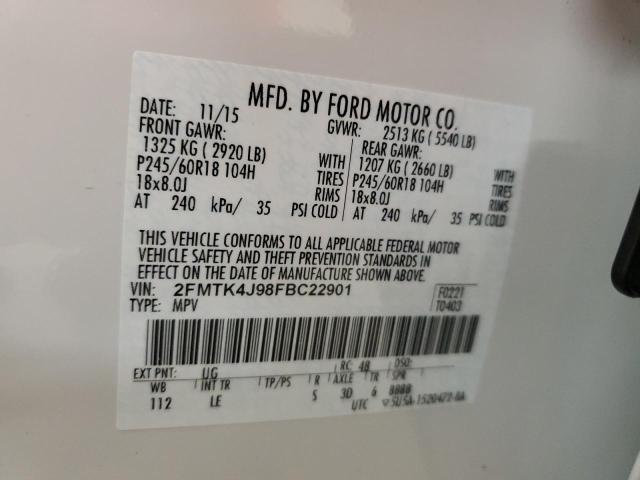 MFD. BY FORD MOTOR CO.
DATE: 11/15 GVWR: 2513 KG (5540 LB)
FRONT GAWR: REAR GAWR:
1325 KG (2920 LB) WITH 1207 KG (2660 LB) WITH
P245/60R18 104H TIRES P245/60R18 104H TIRES
18x8.0J RIMS 18x8.0J RIMS
AT 240 kPa/ 35 PSI COLD AT 240 kPa/ 35 PSI COLD
THIS VEHICLE CONFORMS TO ALL APPLICABLE FEDERAL MOTOR
VEHICLE SAFETY AND THEFT PREVENTION STANDARDS IN
EFFECT ON THE DATE OF MANUFACTURE SHOWN ABOVE.
VIN: 2FMTK4J98FBC22901 F0221
TYPE: MPV T0403
EXT PNT: UG RC: 48 DSO:
WB INT TR TP/PS R AXLE TR SPR
112 LE S 3D 6 8888
UTC